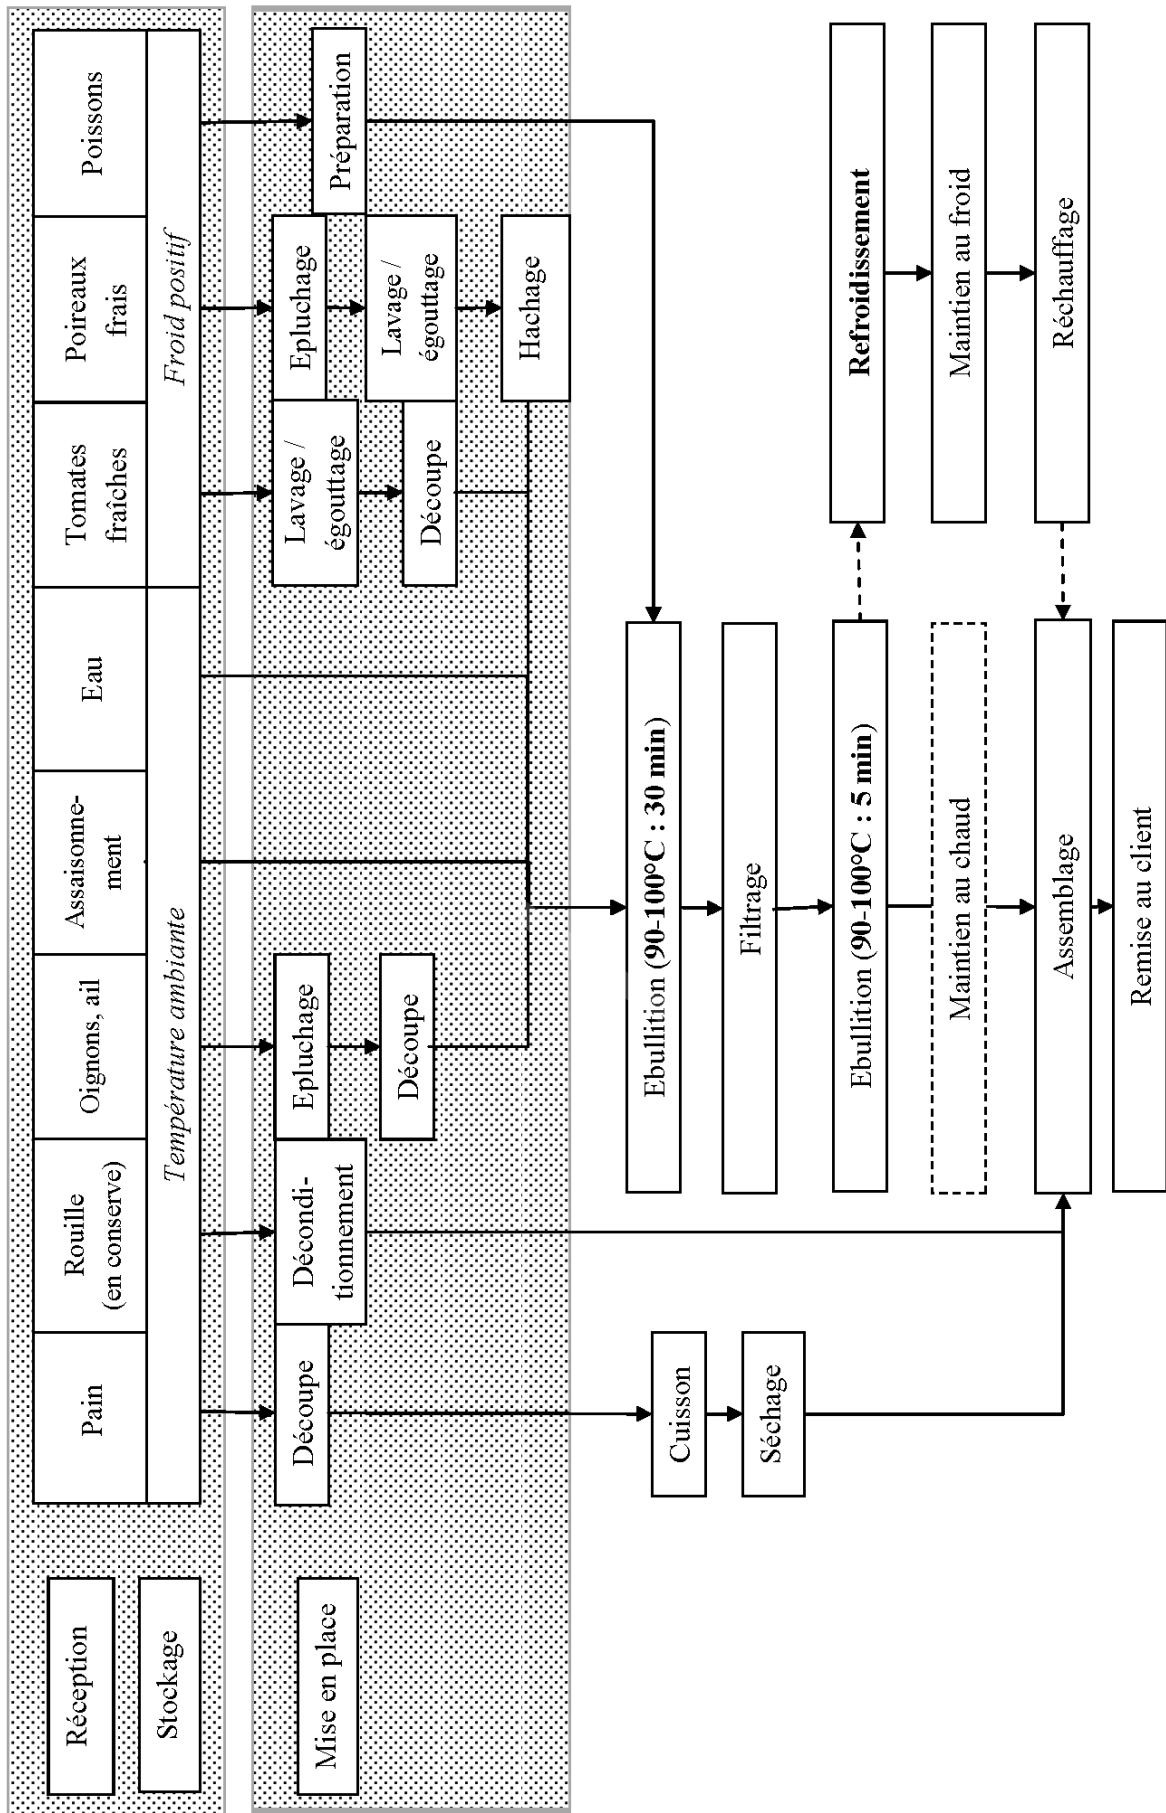 Réception
Pain
Rouille
(en conserve)
Oignons, ail
Assaisonne-
ment
Eau
Tomates
fraîches
Poireaux
frais
Poissons
Stockage
Température ambiante
Froid positif
Mise en place
Découpe
Décondi-
tionnement
Epluchage
Découpe
Lavage /
égouttage
Découpe
Epluchage
Lavage /
égouttage
Hachage
Préparation
Cuisson
Séchage
Ebullition (90-100°C : 30 min)
Filtrage
Ebullition (90-100°C : 5 min)
Refroidissement
Maintien au chaud
Maintien au froid
Assemblage
Réchauffage
Remise au client